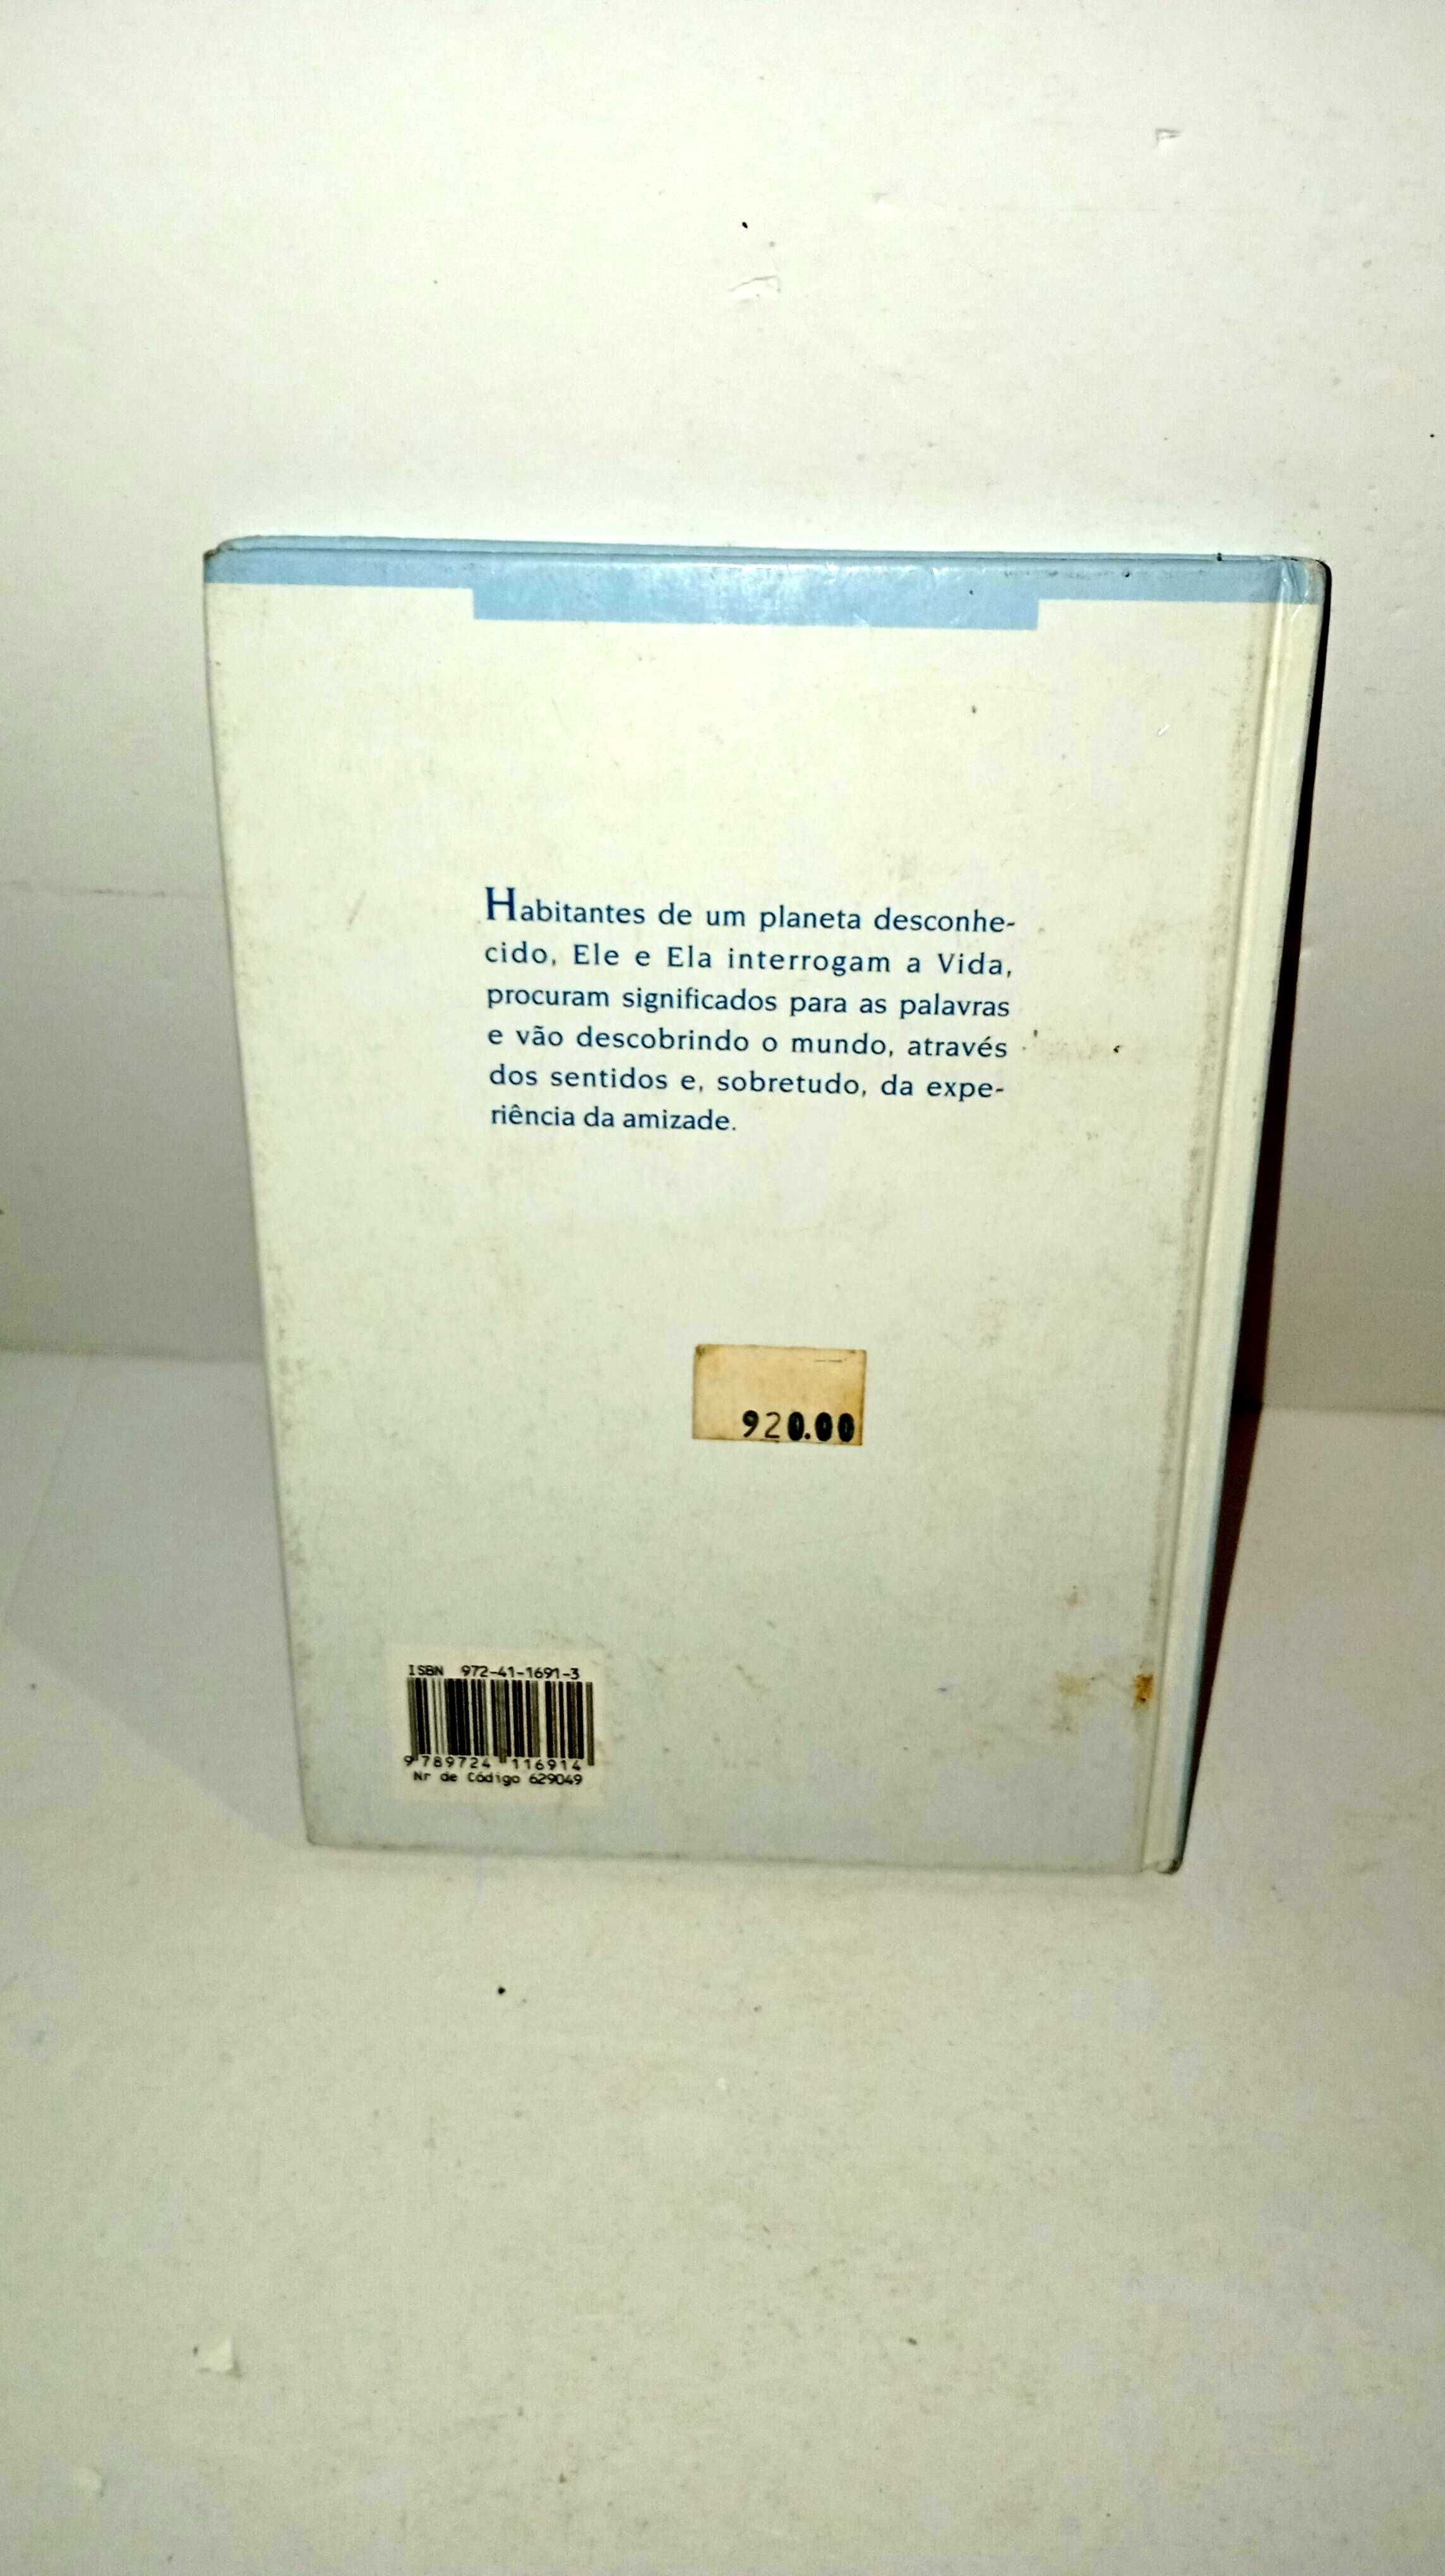 Habitantes de um planeta desconhe-
cido, Ele e Ela interrogam a Vida,
procuram significados para as palavras
e vão descobrindo o mundo, através
dos sentidos e, sobretudo, da expe-
riência da amizade.
920.00
ISBN 972-41-1691-3
9 789724 116914
Nr de Código 629049